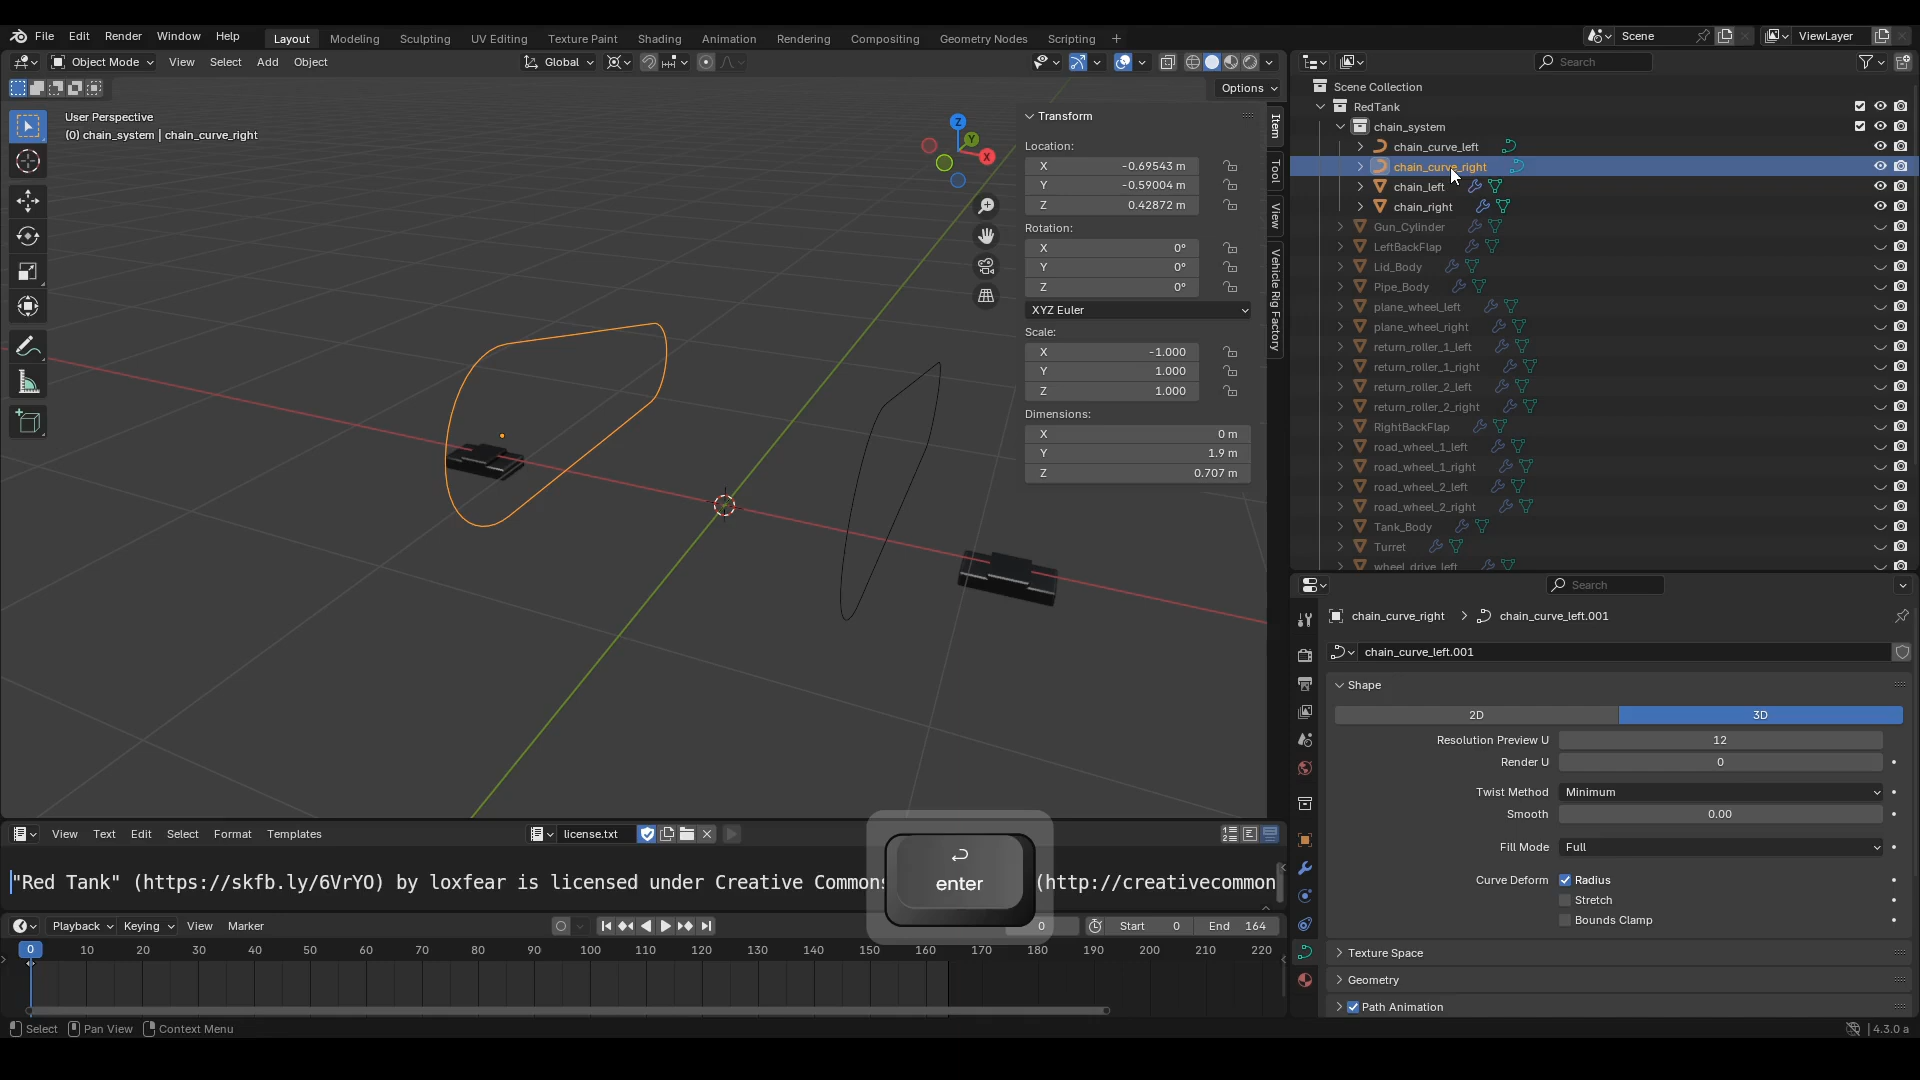 File Edit Render Window Help
Layout Modeling Sculpting UV Editing Texture Paint Shading Animation Rendering Compositing Geometry Nodes Scripting +
Scene
ViewLayer
Object Mode View Select Add Object
Global
Options
User Perspective
(0) chain_system | chain_curve_right
Z
Y
X
Transform
Location:
X -0.69543 m
Y -0.59004 m
Z 0.42872 m
Rotation:
X 0°
Y 0°
Z 0°
XYZ Euler
Scale:
X -1.000
Y 1.000
Z 1.000
Dimensions:
X 0 m
Y 1.9 m
Z 0.707 m
Item
Tool
View
Vehicle Rig Factory
Search
Scene Collection
RedTank
chain_system
chain_curve_left
chain_curve_right
chain_left
chain_right
Gun_Cylinder
LeftBackFlap
Lid_Body
Pipe_Body
plane_wheel_left
plane_wheel_right
return_roller_1_left
return_roller_1_right
return_roller_2_left
return_roller_2_right
RightBackFlap
road_wheel_1_left
road_wheel_1_right
road_wheel_2_left
road_wheel_2_right
Tank_Body
Turret
wheel_drive_left
Search
chain_curve_right > chain_curve_left.001
chain_curve_left.001
Shape
2D 3D
Resolution Preview U 12
Render U 0
Twist Method Minimum
Smooth 0.00
Fill Mode Full
Curve Deform Radius
Stretch
Bounds Clamp
Texture Space
Geometry
Path Animation
View Text Edit Select Format Templates
license.txt
"Red Tank" (https://skfb.ly/6VrYO) by loxfear is licensed under Creative Commons
(http://creativecommon
enter
Playback Keying View Marker
0
Start 0
End 164
0 10 20 30 40 50 60 70 80 90 100 110 120 130 140 150 160 170 180 190 200 210 220
Select Pan View Context Menu
4.3.0 a